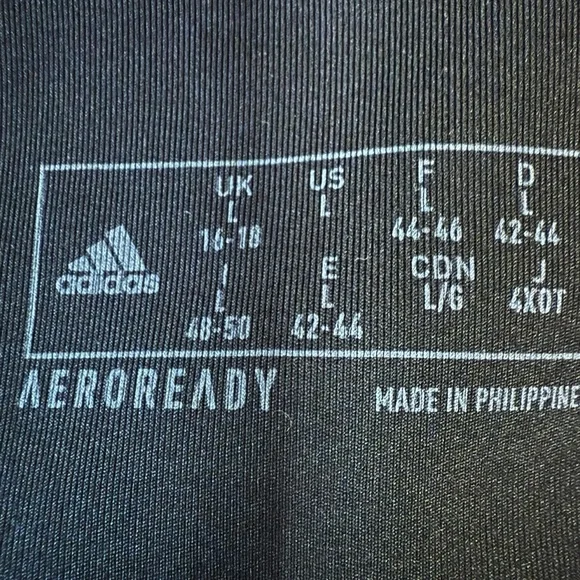 UK US F D
L L L L
16-18 44-46 42-44
adidas
I E CDN J
L L L/G 4XOT
48-50 42-44
AEROREADY MADE IN PHILIPPINE